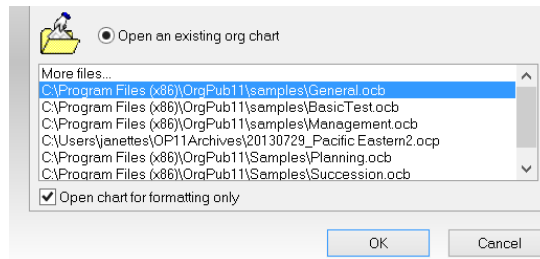 Open an existing org chart
More files...
C:\Program Files (x86)\OrgPub11\samples\General.ocb
C:\Program Files (x86)\OrgPub11\samples\BasicTest.ocb
C:\Program Files (x86)\OrgPub11\samples\Management.ocb
C:\Users\janettes\OP11Archives\20130729_Pacific Eastern2.ocp
C:\Program Files (x86)\OrgPub11\Samples\Planning.ocb
C:\Program Files (x86)\OrgPub11\Samples\Succession.ocb
Open chart for formatting only
OK Cancel